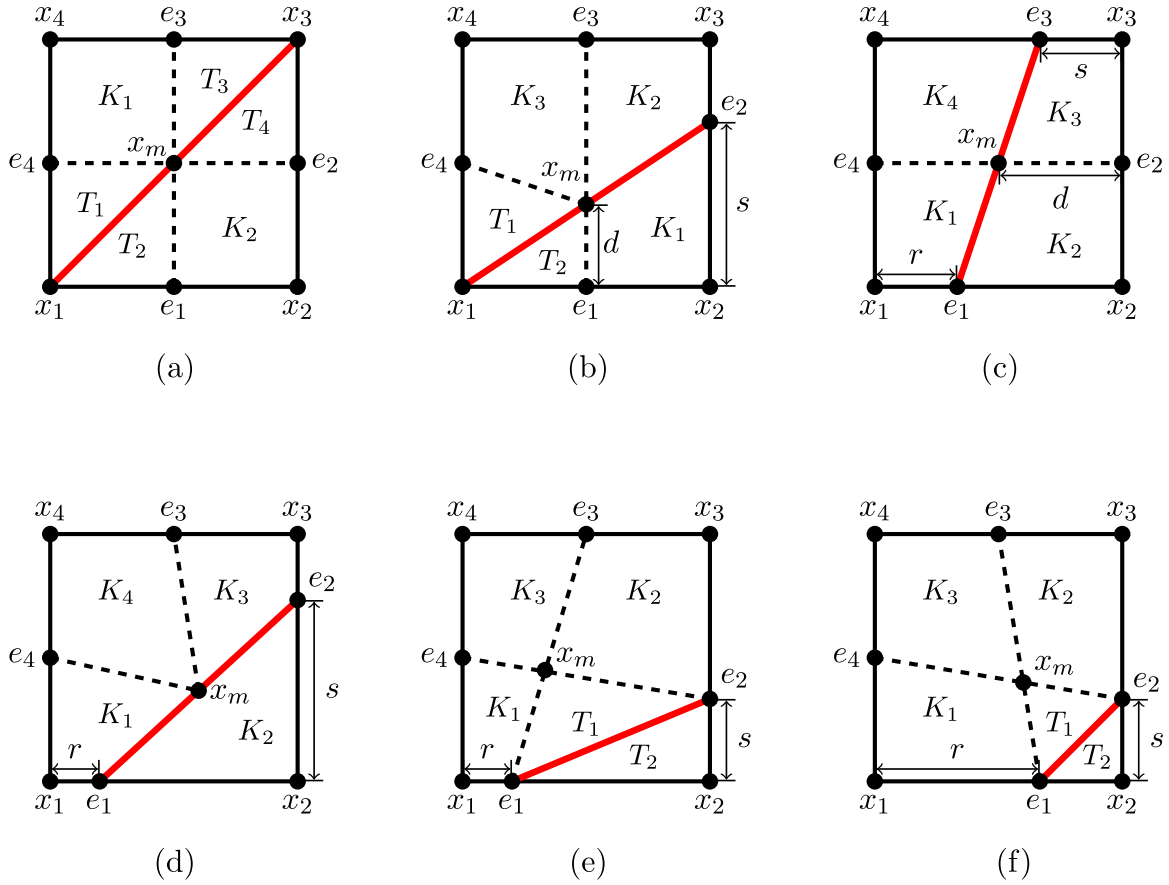 x₄ e₃ x₃ x₄ e₃ x₃ x₄ e₃ x₃
s
K₁ T₃ K₃ K₂ K₄ K₃
T₄ e₂
e₄ xₘ e₂ e₄ xₘ e₄ xₘ e₂
T₁ T₁ s K₁ d
T₂ K₂ T₂ d K₁ r K₂
x₁ e₁ x₂ x₁ e₁ x₂ x₁ e₁ x₂
(a) (b) (c)
x₄ e₃ x₃ x₄ e₃ x₃ x₄ e₃ x₃
K₄ K₃ e₂ K₃ K₂ K₃ K₂
e₄ e₄ xₘ e₄ xₘ
xₘ s e₂ e₂
K₁ K₂ K₁ T₁ s K₁ T₁ s
r r T₂ r T₂
x₁ e₁ x₂ x₁ e₁ x₂ x₁ e₁ x₂
(d) (e) (f)